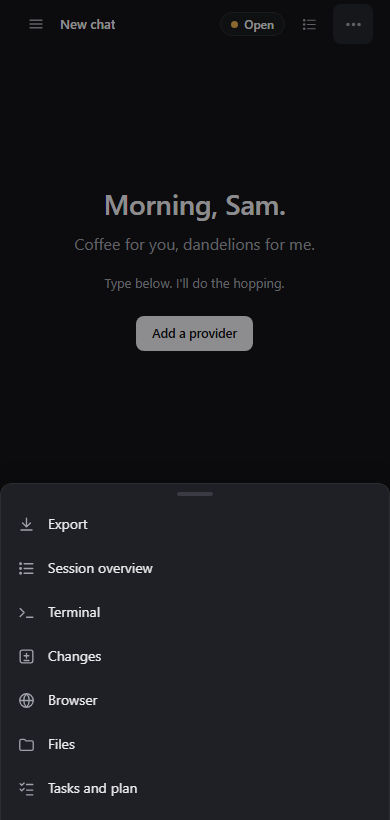 New chat
Open
Morning, Sam.
Coffee for you, dandelions for me.
Type below. I'll do the hopping.
Add a provider
Export
Session overview
Terminal
Changes
Browser
Files
Tasks and plan